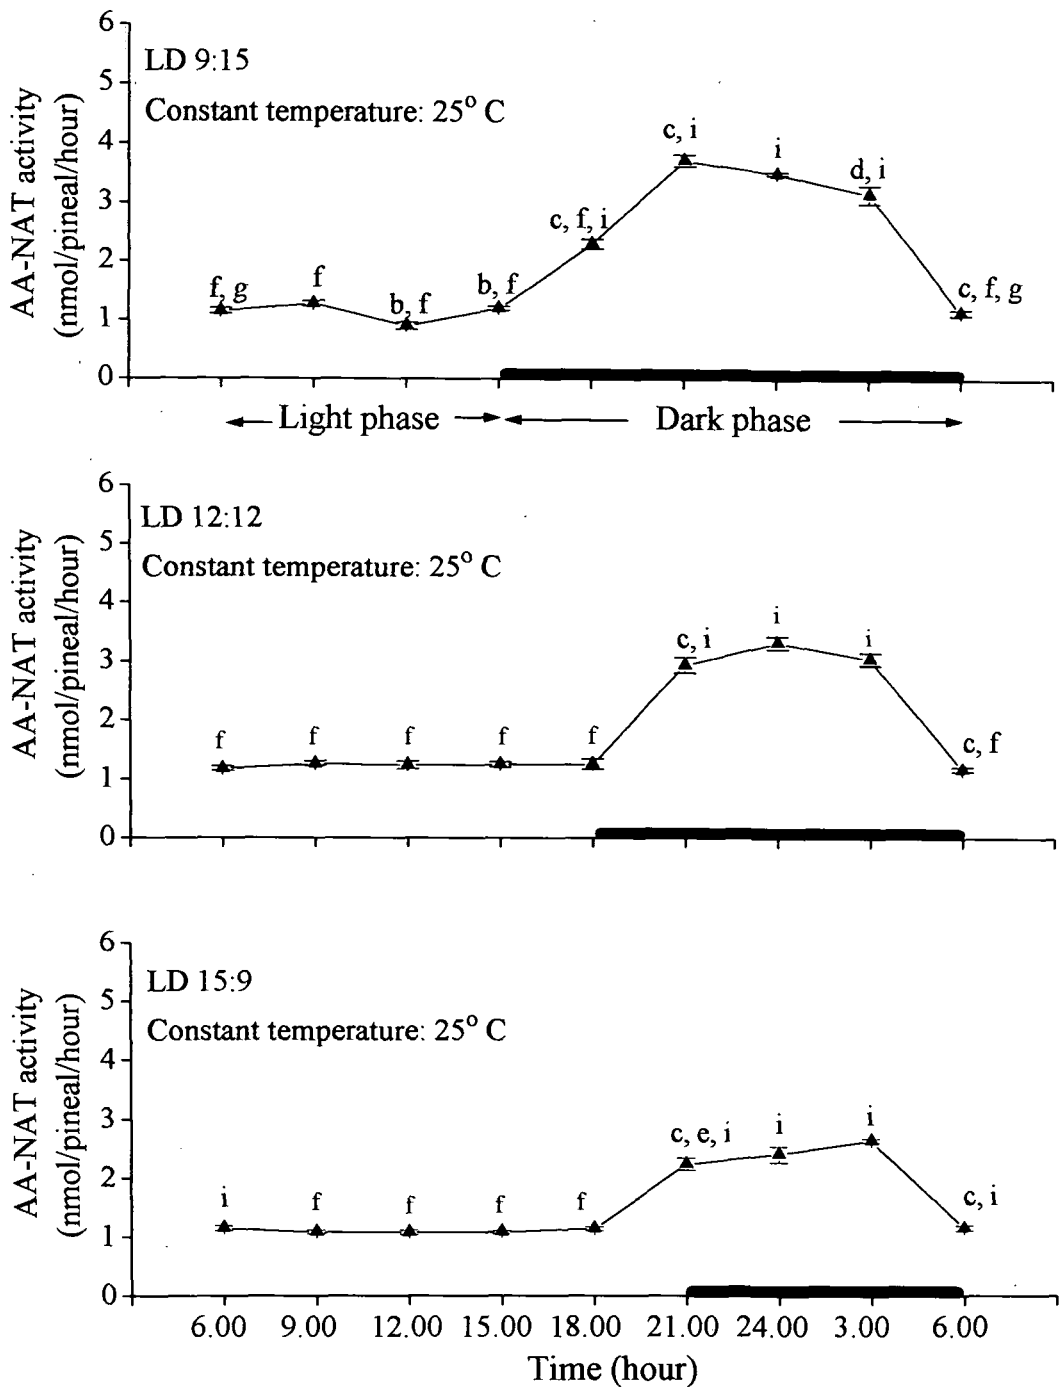 AA-NAT activity
(nmol/pineal/hour)
6
5
4
3
2
1
0
LD 9:15
Constant temperature: 25° C
f, g
f
b, f
b, f
c, f, i
c, i
i
d, i
c, f, g
Light phase
Dark phase
AA-NAT activity
(nmol/pineal/hour)
6
5
4
3
2
1
0
LD 12:12
Constant temperature: 25° C
f
f
f
f
f
c, i
i
i
c, f
AA-NAT activity
(nmol/pineal/hour)
6
5
4
3
2
1
0
LD 15:9
Constant temperature: 25° C
i
f
f
f
f
c, e, i
i
i
c, i
6.00 9.00 12.00 15.00 18.00 21.00 24.00 3.00 6.00
Time (hour)